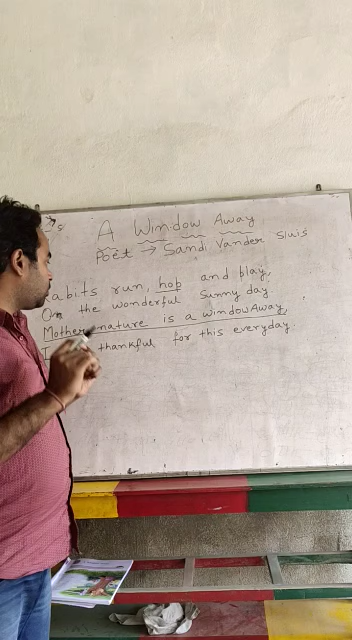 A Window Away
Poet → Sandi Vander Sluis
Rabits run, hop and play,
On the wonderful Sunny day.
Mother nature is a window Away,
I thankful for this everyday